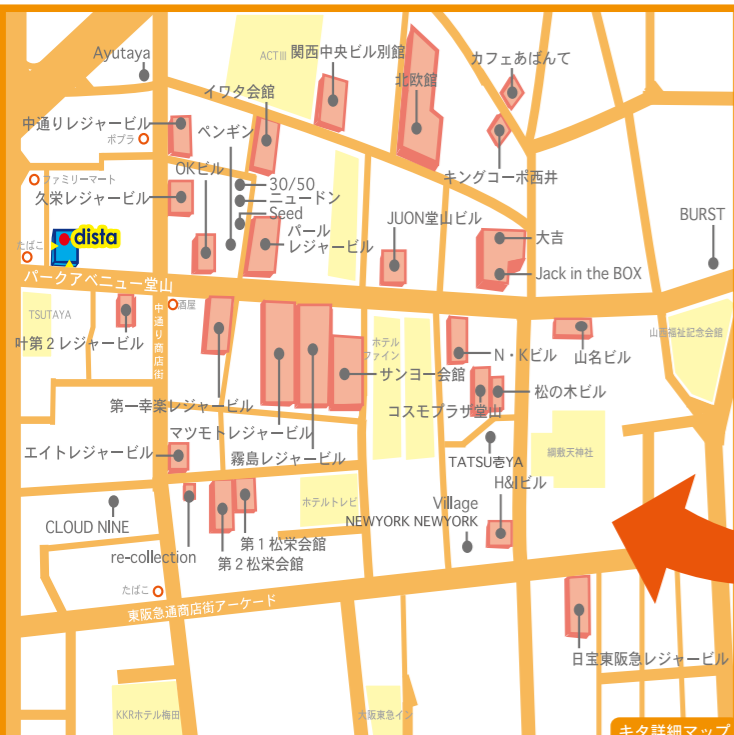 Ayutaya
ACTⅢ
関西中央ビル別館
カフェあぱんて
イワタ会館
北欧館
中通りレジャービル
ポプラ
ペンギン
OKビル
キングコーポ西井
ファミリーマート
久栄レジャービル
30/50
ニュードン
Seed
パール
レジャービル
JUON堂山ビル
大吉
BURST
dista
たばこ
Jack in the BOX
パークアベニュー堂山
TSUTAYA
酒屋
中通り商店街
叶第2レジャービル
ホテル
ファイン
N・Kビル
山名ビル
山西福祉記念会館
サンヨー会館
松の木ビル
第一幸楽レジャービル
コスモプラザ堂山
マツモトレジャービル
エイトレジャービル
霧島レジャービル
TATSU壱YA
綱敷天神社
H&Iビル
ホテルトレビ
Village
NEWYORK NEWYORK
CLOUD NINE
第1松栄会館
re-collection
第2松栄会館
たばこ
東阪急通商店街アーケード
日宝東阪急レジャービル
KKRホテル梅田
大阪東急イン
キタ詳細マップ